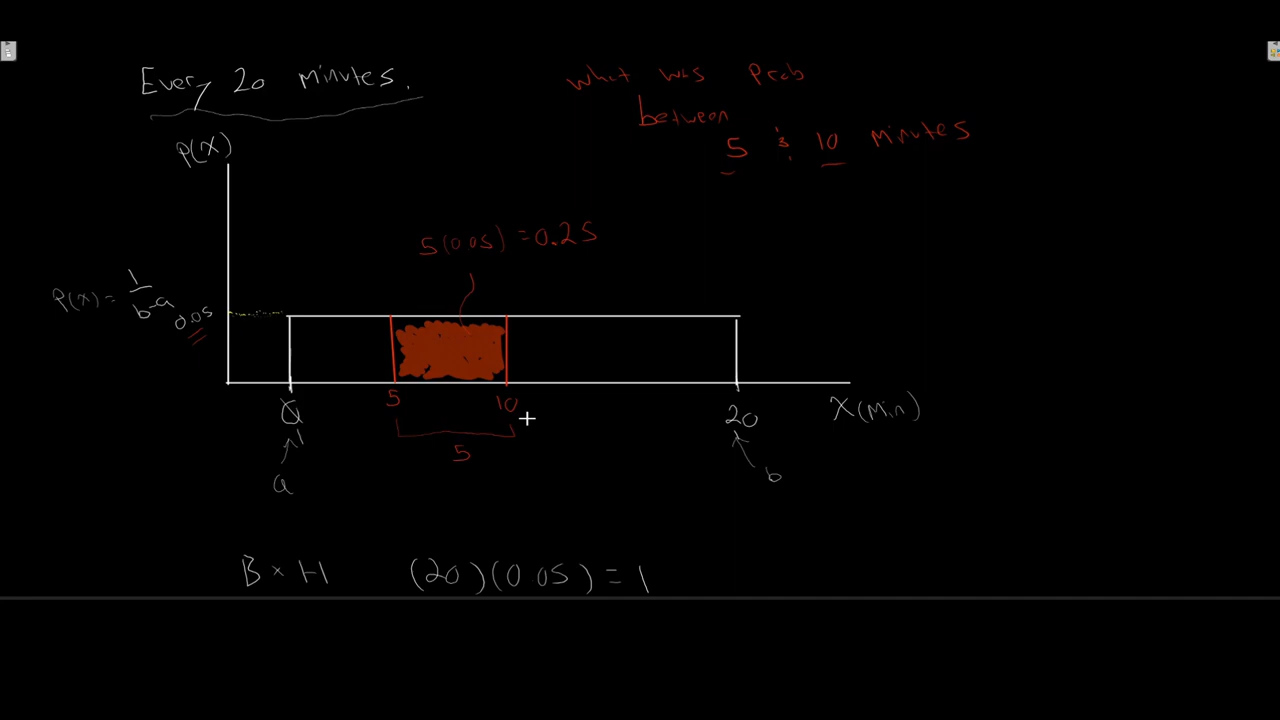 Every 20 minutes.
what was prob
between
5 & 10 minutes
P(X)
5(0.05) = 0.25
P(X) = 1/b-a
0.05
5
10
20
X (Min)
5
a
b
B × H (20)(0.05) = 1